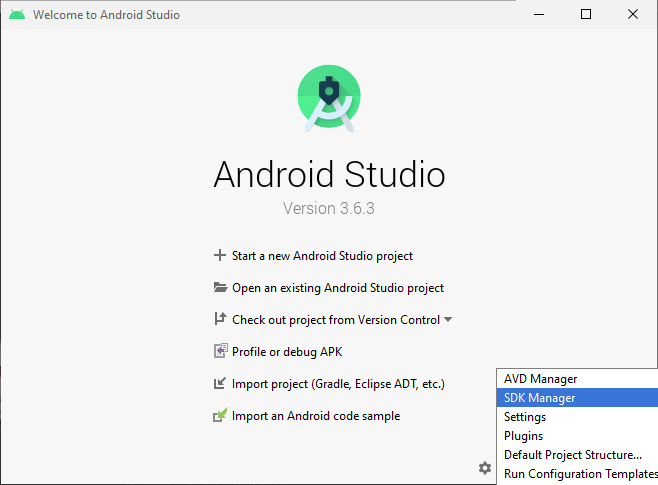 Welcome to Android Studio
Android Studio
Version 3.6.3
Start a new Android Studio project
Open an existing Android Studio project
Check out project from Version Control
Profile or debug APK
Import project (Gradle, Eclipse ADT, etc.)
Import an Android code sample
AVD Manager
SDK Manager
Settings
Plugins
Default Project Structure...
Run Configuration Templates